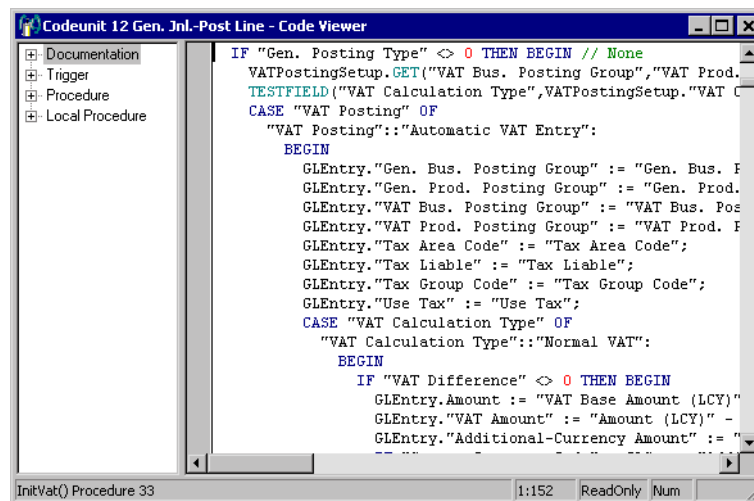 Codeunit 12 Gen. Jnl.-Post Line - Code Viewer
Documentation
Trigger
Procedure
Local Procedure
IF "Gen. Posting Type" <> 0 THEN BEGIN // None
VATPostingSetup.GET("VAT Bus. Posting Group","VAT Prod.
TESTFIELD("VAT Calculation Type",VATPostingSetup."VAT
CASE "VAT Posting" OF
"VAT Posting"::"Automatic VAT Entry":
BEGIN
GLEntry."Gen. Bus. Posting Group" := "Gen. Bus.
GLEntry."Gen. Prod. Posting Group" := "Gen. Prod.
GLEntry."VAT Bus. Posting Group" := "VAT Bus. Pos
GLEntry."VAT Prod. Posting Group" := "VAT Prod.
GLEntry."Tax Area Code" := "Tax Area Code";
GLEntry."Tax Liable" := "Tax Liable";
GLEntry."Tax Group Code" := "Tax Group Code";
GLEntry."Use Tax" := "Use Tax";
CASE "VAT Calculation Type" OF
"VAT Calculation Type"::"Normal VAT":
BEGIN
IF "VAT Difference" <> 0 THEN BEGIN
GLEntry.Amount := "VAT Base Amount (LCY)"
GLEntry."VAT Amount" := "Amount (LCY)" -
GLEntry."Additional-Currency Amount" := "
InitVat() Procedure 33
1:152
ReadOnly
Num